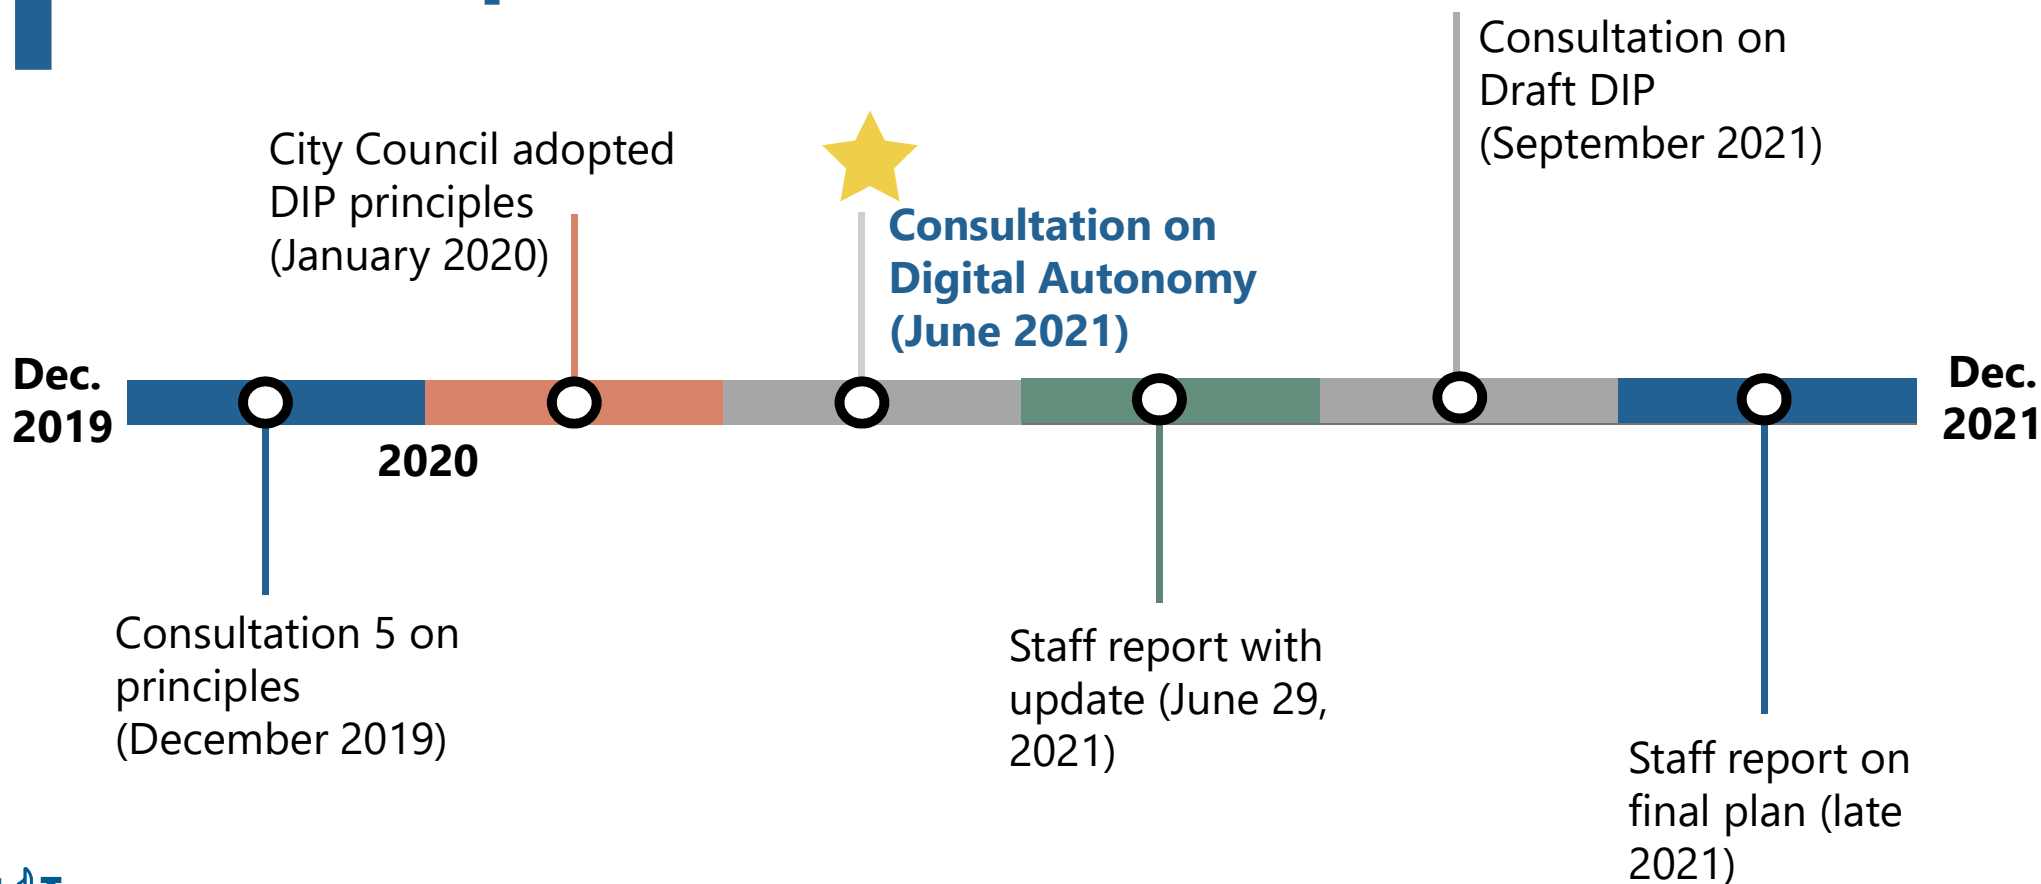 Consultation on
Draft DIP
(September 2021)
City Council adopted
DIP principles
(January 2020)
Consultation on
Digital Autonomy
(June 2021)
Dec.
2019
Dec.
2021
2020
Consultation 5 on
principles
(December 2019)
Staff report with
update (June 29,
2021)
Staff report on
final plan (late
2021)